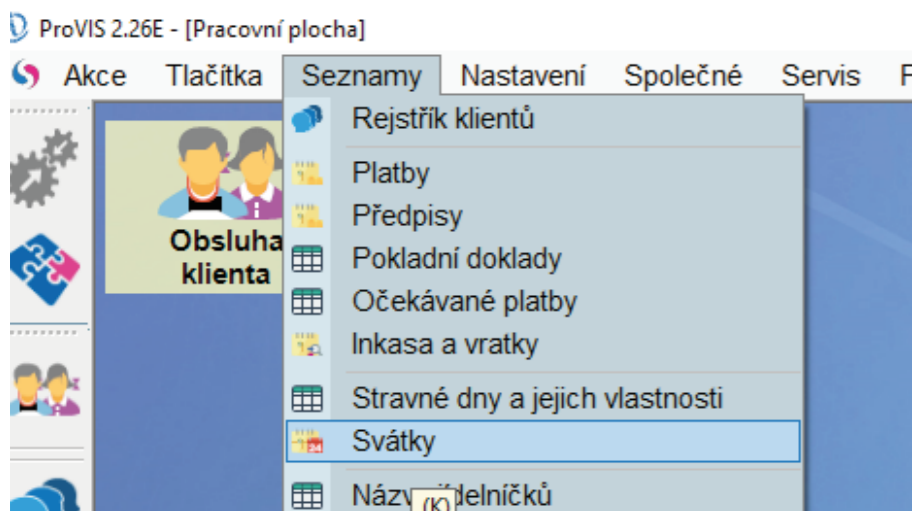 ProVIS 2.26E - [Pracovní plocha]
Akce Tlačítka Seznamy Nastavení Společné Servis
Rejstřík klientů
Platby
Předpisy
Obsluha
klienta
Pokladní doklady
Očekávané platby
Inkasa a vratky
Stravné dny a jejich vlastnosti
Svátky
24
(K)